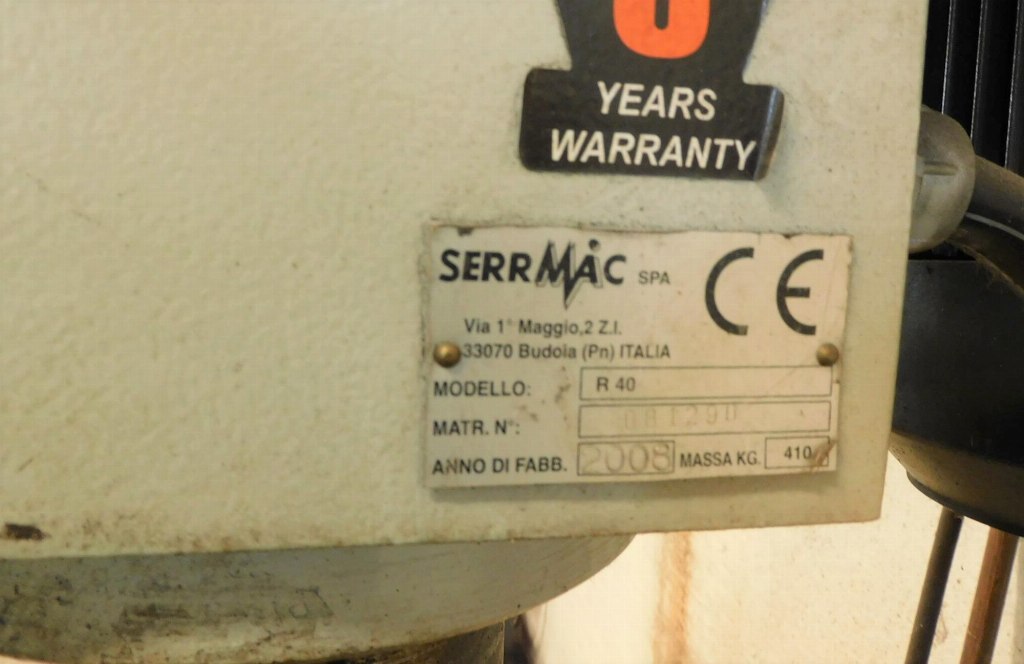 YEARS
WARRANTY
SERRMAC SPA CE
Via 1° Maggio,2 Z.I.
33070 Budoia (Pn) ITALIA
MODELLO: R 40
MATR. N°:
ANNO DI FABB. 2008 MASSA KG. 410